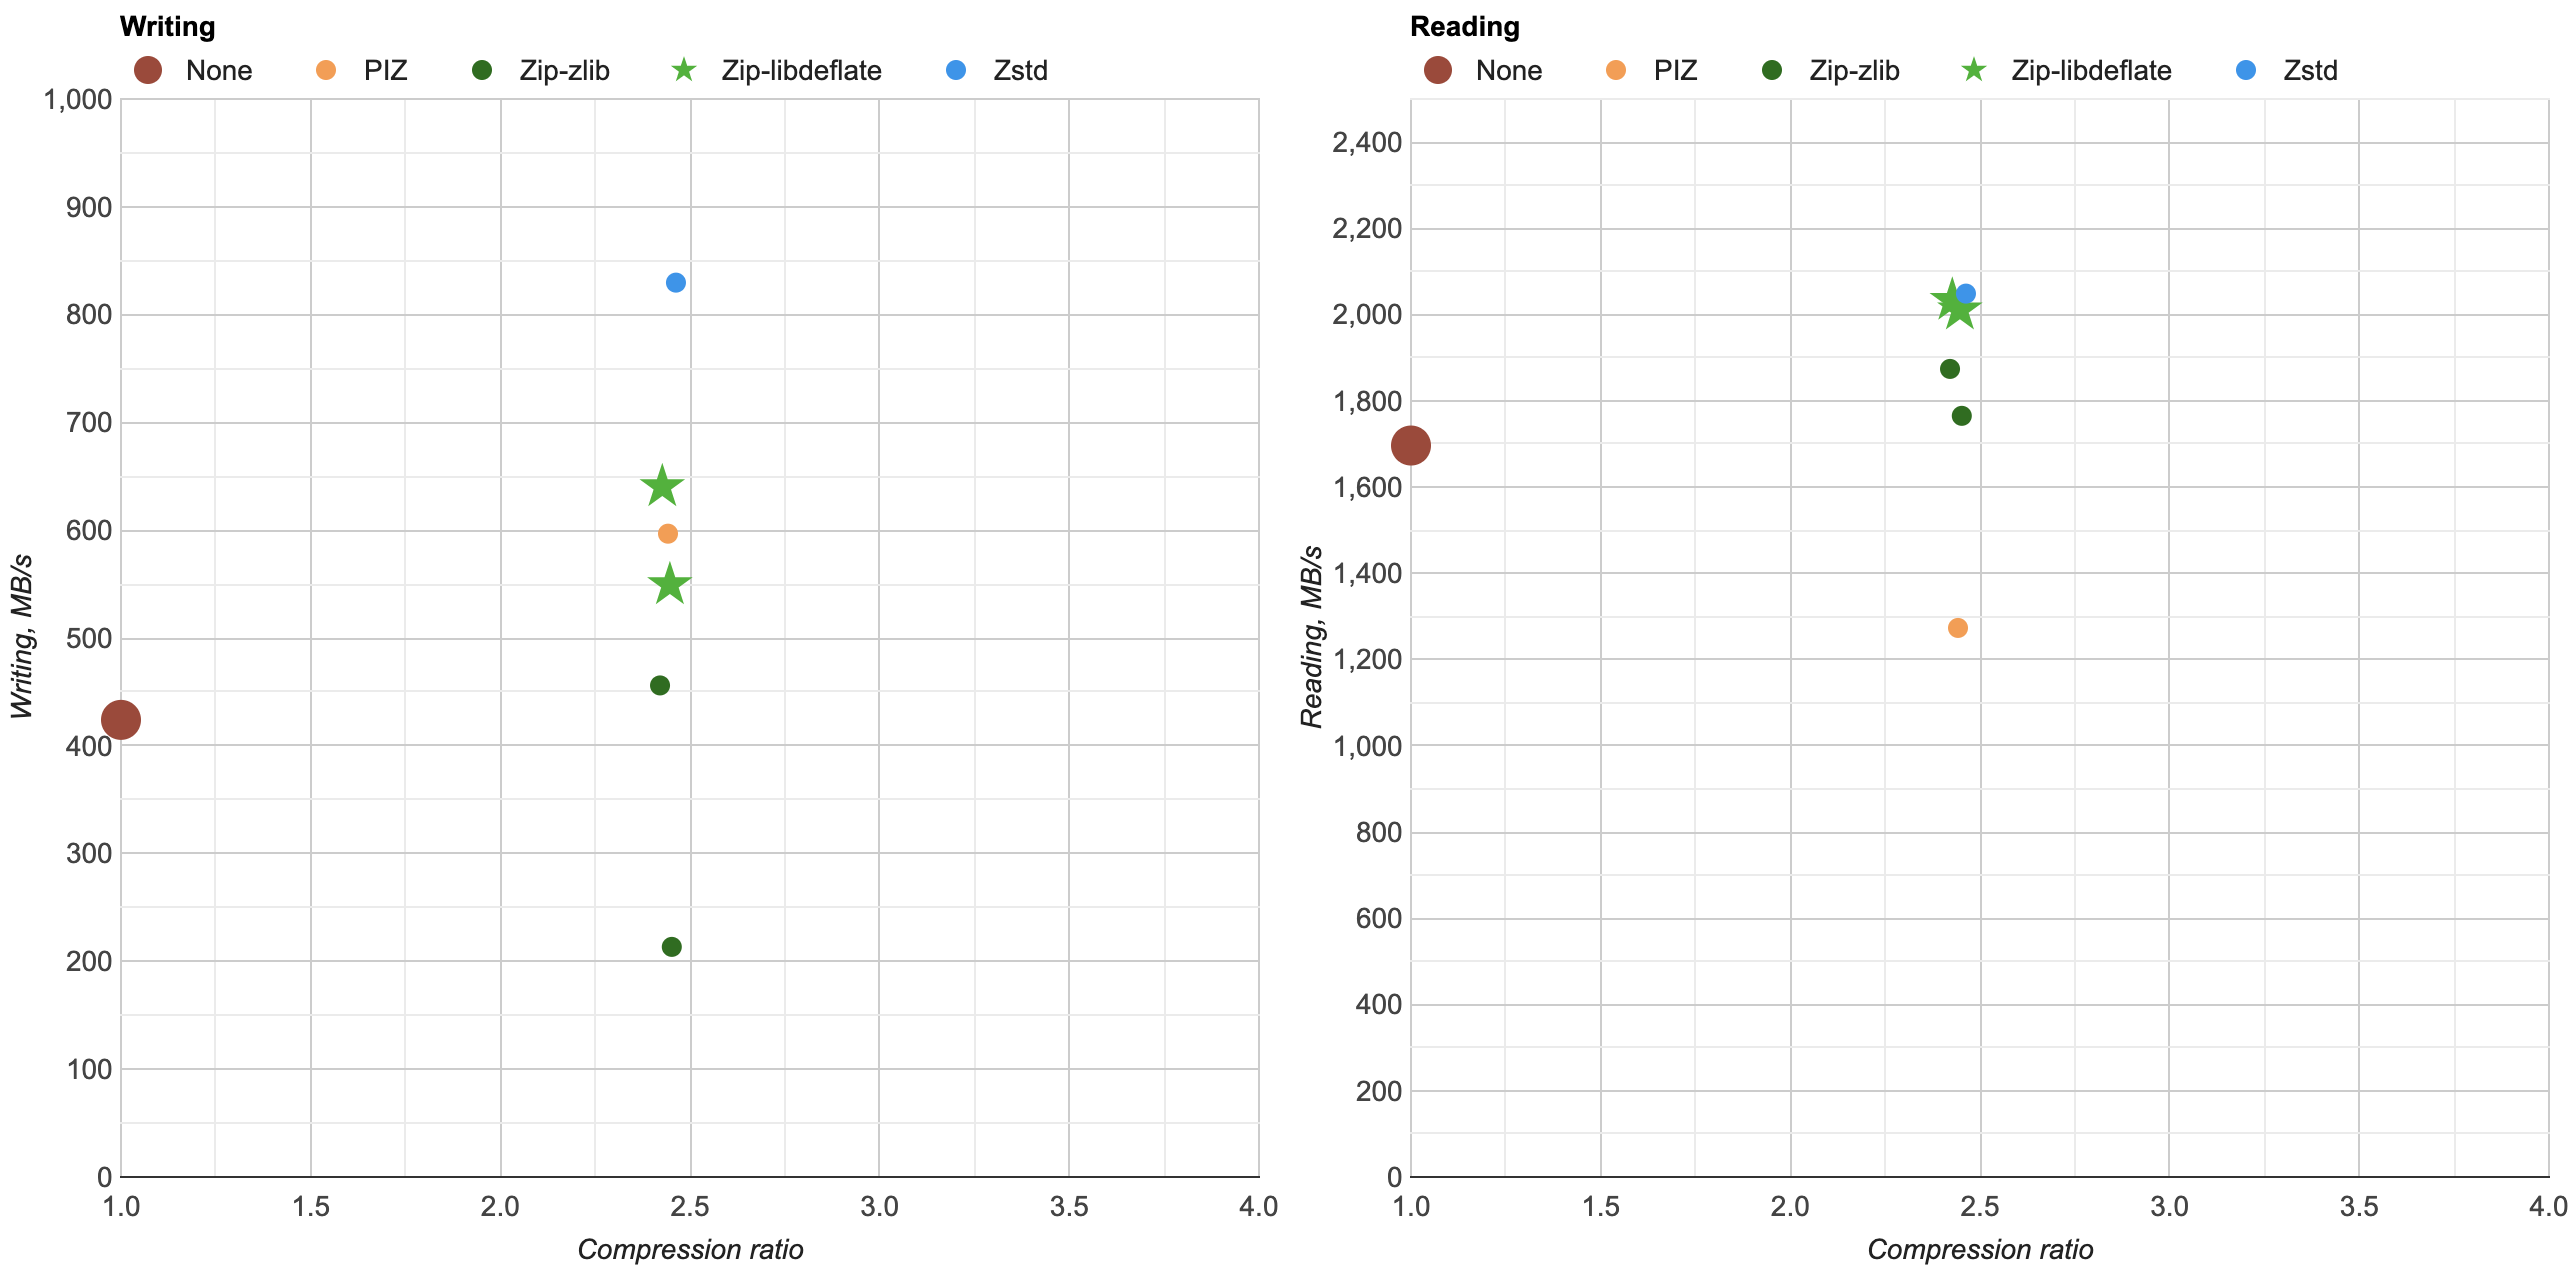 Writing
None PIZ Zip-zlib Zip-libdeflate Zstd
1,000
900
800
700
600
500
400
300
200
100
0
Writing, MB/s
1.0 1.5 2.0 2.5 3.0 3.5 4.0
Compression ratio
Reading
None PIZ Zip-zlib Zip-libdeflate Zstd
2,400
2,200
2,000
1,800
1,600
1,400
1,200
1,000
800
600
400
200
0
Reading, MB/s
1.0 1.5 2.0 2.5 3.0 3.5 4.0
Compression ratio